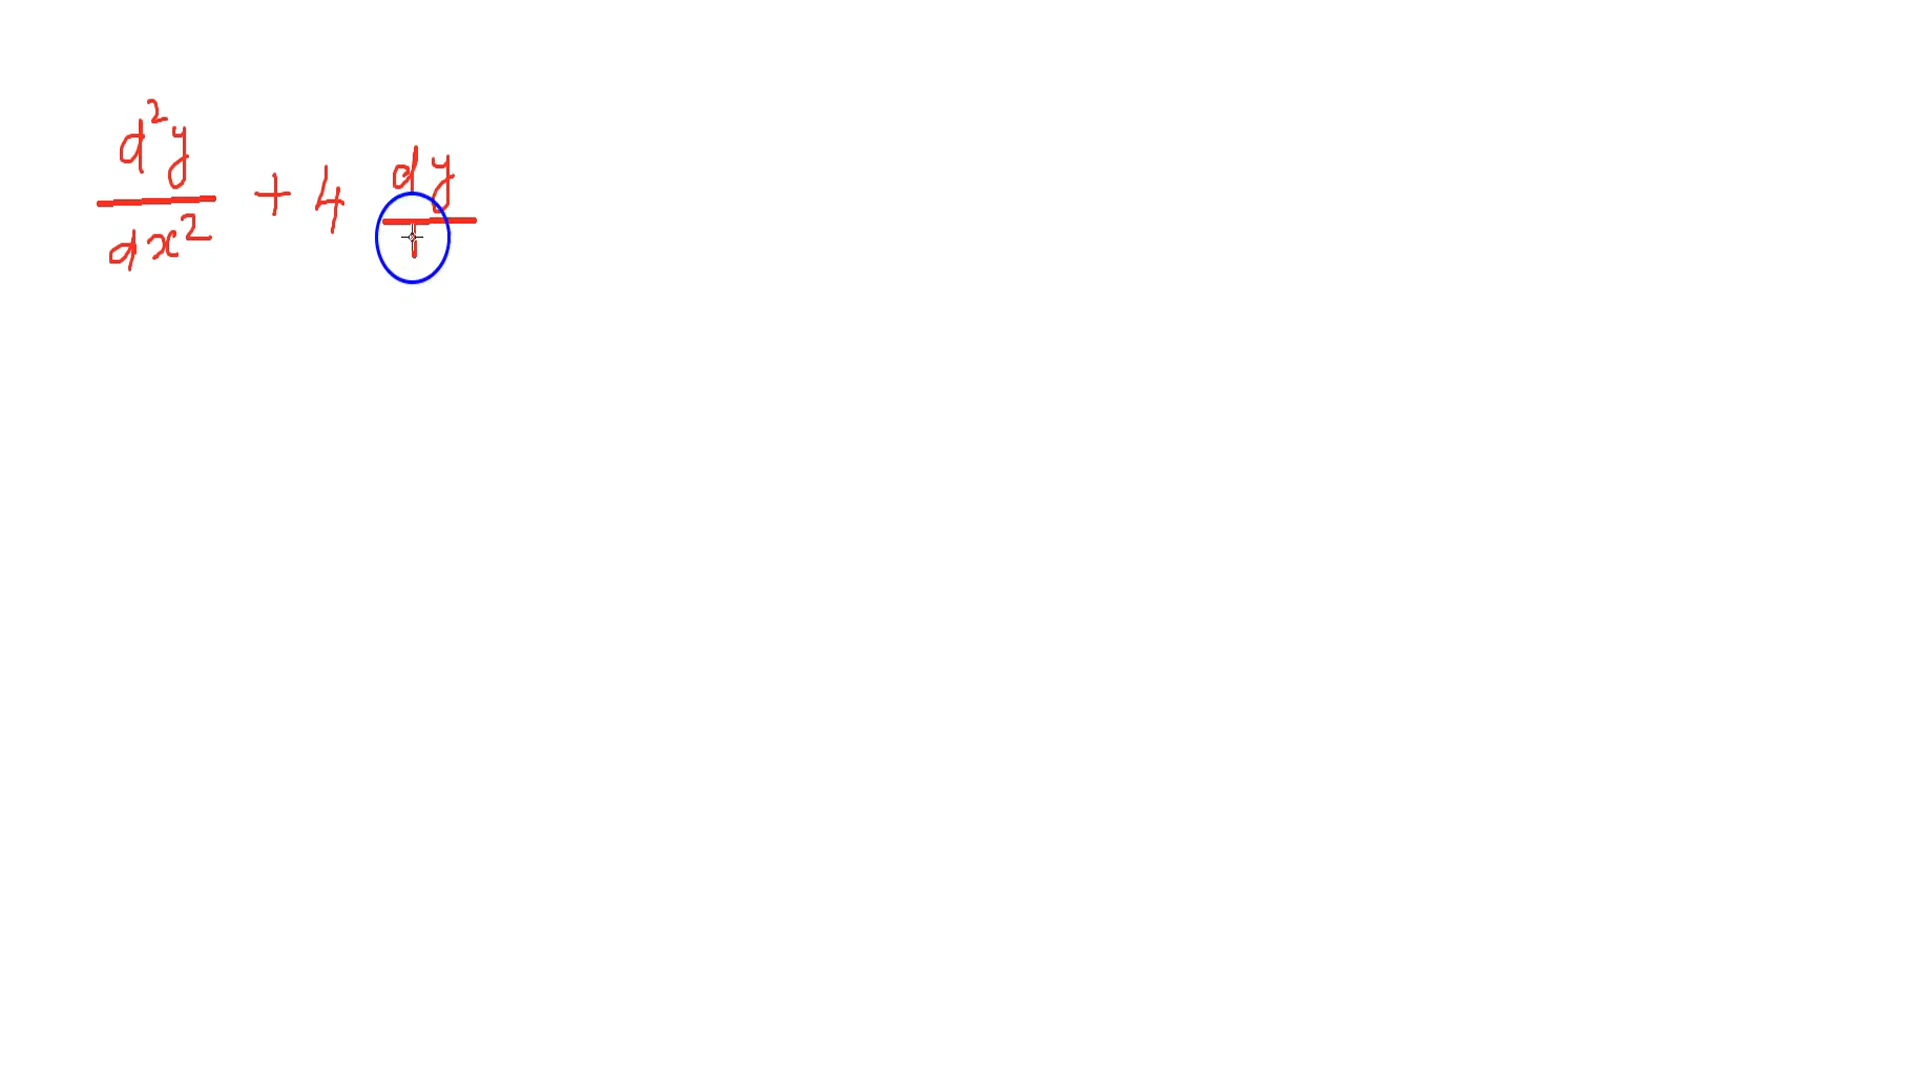 d²y/dx² + 4 dy/